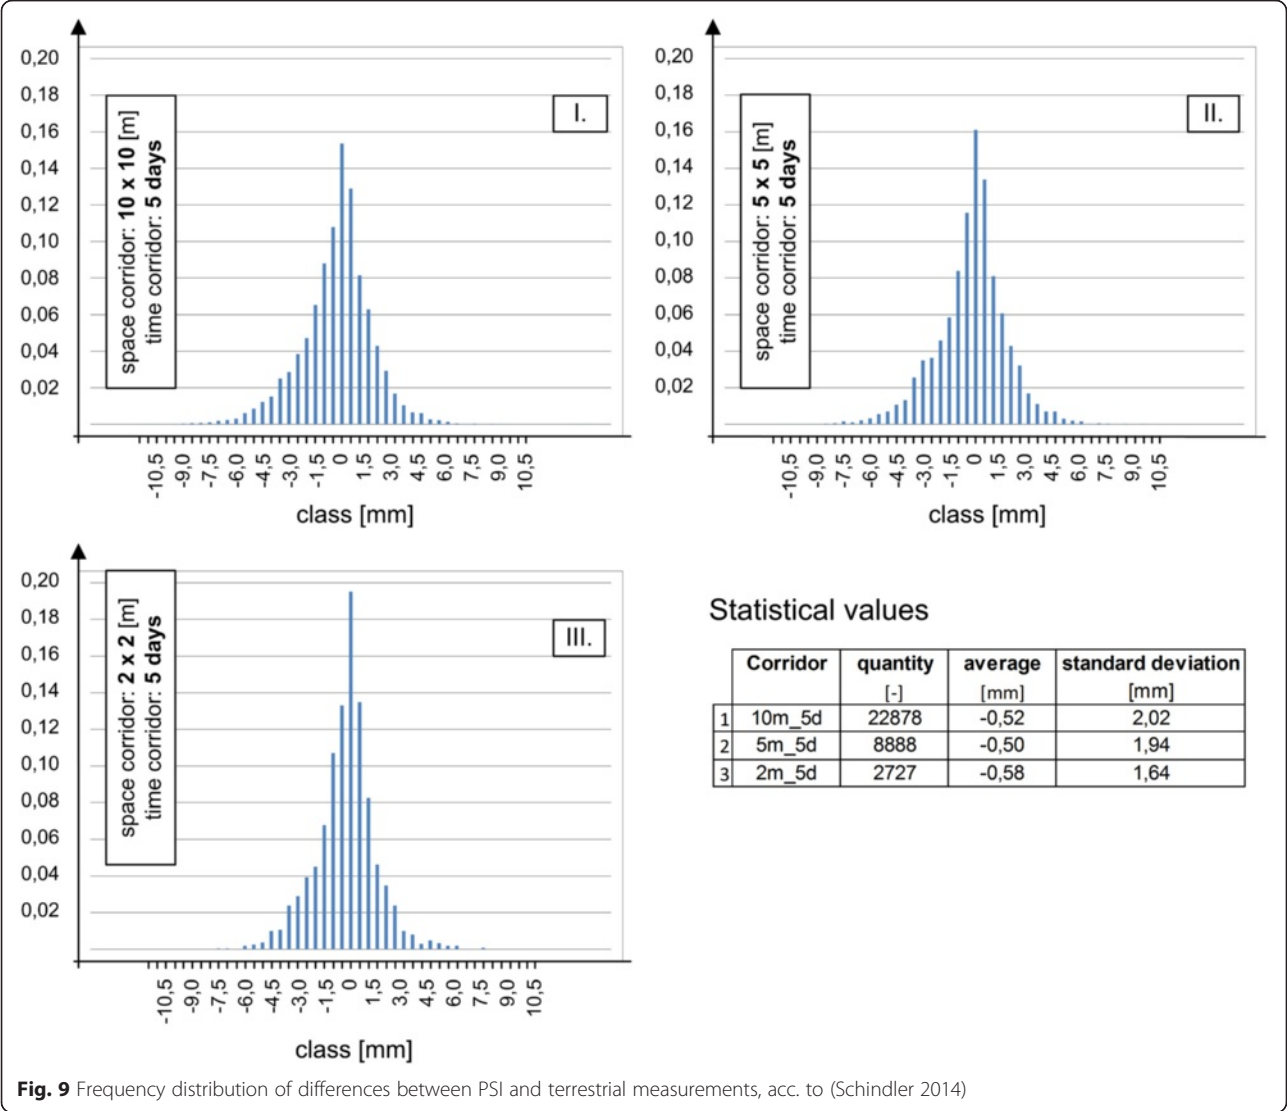 0,20
0,18
0,16
0,14
0,12
0,10
0,08
0,06
0,04
0,02
space corridor: 10 x 10 [m]
time corridor: 5 days
I.
-10,5 -9,0 -7,5 -6,0 -4,5 -3,0 -1,5 0 1,5 3,0 4,5 6,0 7,5 9,0 10,5
class [mm]
0,20
0,18
0,16
0,14
0,12
0,10
0,08
0,06
0,04
0,02
space corridor: 5 x 5 [m]
time corridor: 5 days
II.
-10,5 -9,0 -7,5 -6,0 -4,5 -3,0 -1,5 0 1,5 3,0 4,5 6,0 7,5 9,0 10,5
class [mm]
0,20
0,18
0,16
0,14
0,12
0,10
0,08
0,06
0,04
0,02
space corridor: 2 x 2 [m]
time corridor: 5 days
III.
-10,5 -9,0 -7,5 -6,0 -4,5 -3,0 -1,5 0 1,5 3,0 4,5 6,0 7,5 9,0 10,5
class [mm]
Statistical values
Corridor quantity average standard deviation
[-] [mm] [mm]
1 10m_5d 22878 -0,52 2,02
2 5m_5d 8888 -0,50 1,94
3 2m_5d 2727 -0,58 1,64
Fig. 9 Frequency distribution of differences between PSI and terrestrial measurements, acc. to (Schindler 2014)